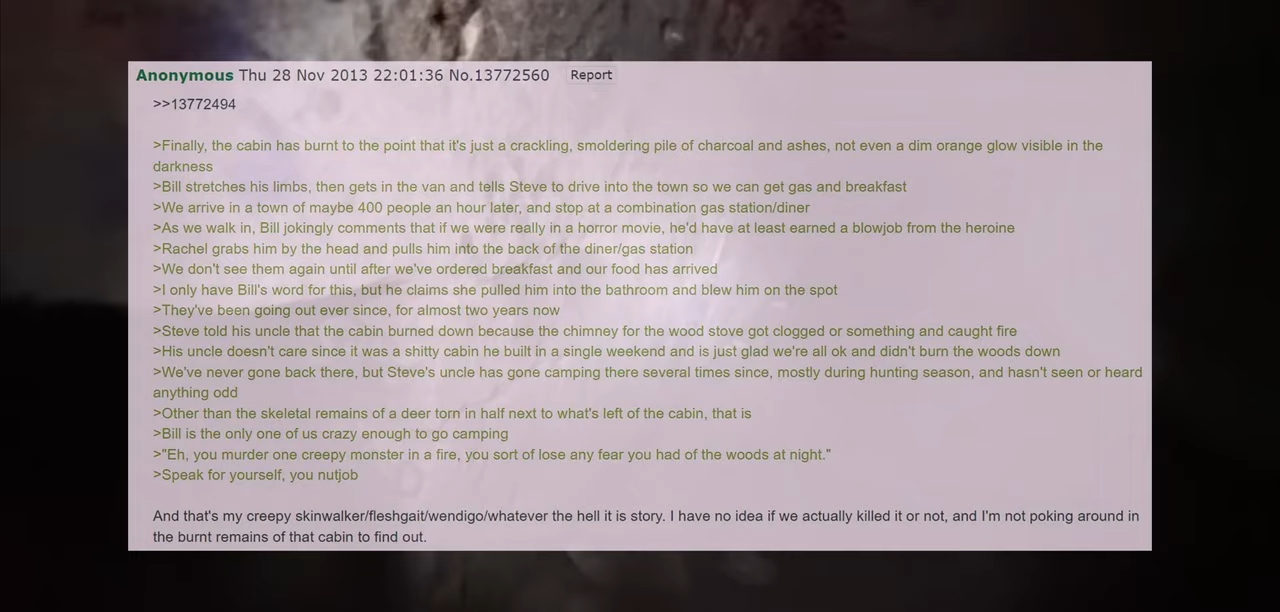 Anonymous Thu 28 Nov 2013 22:01:36 No.13772560 Report
>>13772494
>Finally, the cabin has burnt to the point that it's just a crackling, smoldering pile of charcoal and ashes, not even a dim orange glow visible in the
darkness
>Bill stretches his limbs, then gets in the van and tells Steve to drive into the town so we can get gas and breakfast
>We arrive in a town of maybe 400 people an hour later, and stop at a combination gas station/diner
>As we walk in, Bill jokingly comments that if we were really in a horror movie, he'd have at least earned a blowjob from the heroine
>Rachel grabs him by the head and pulls him into the back of the diner/gas station
>We don't see them again until after we've ordered breakfast and our food has arrived
>I only have Bill's word for this, but he claims she pulled him into the bathroom and blew him on the spot
>They've been going out ever since, for almost two years now
>Steve told his uncle that the cabin burned down because the chimney for the wood stove got clogged or something and caught fire
>His uncle doesn't care since it was a shitty cabin he built in a single weekend and is just glad we're all ok and didn't burn the woods down
>We've never gone back there, but Steve's uncle has gone camping there several times since, mostly during hunting season, and hasn't seen or heard
anything odd
>Other than the skeletal remains of a deer torn in half next to what's left of the cabin, that is
>Bill is the only one of us crazy enough to go camping
>"Eh, you murder one creepy monster in a fire, you sort of lose any fear you had of the woods at night."
>Speak for yourself, you nutjob
And that's my creepy skinwalker/fleshgait/wendigo/whatever the hell it is story. I have no idea if we actually killed it or not, and I'm not poking around in
the burnt remains of that cabin to find out.